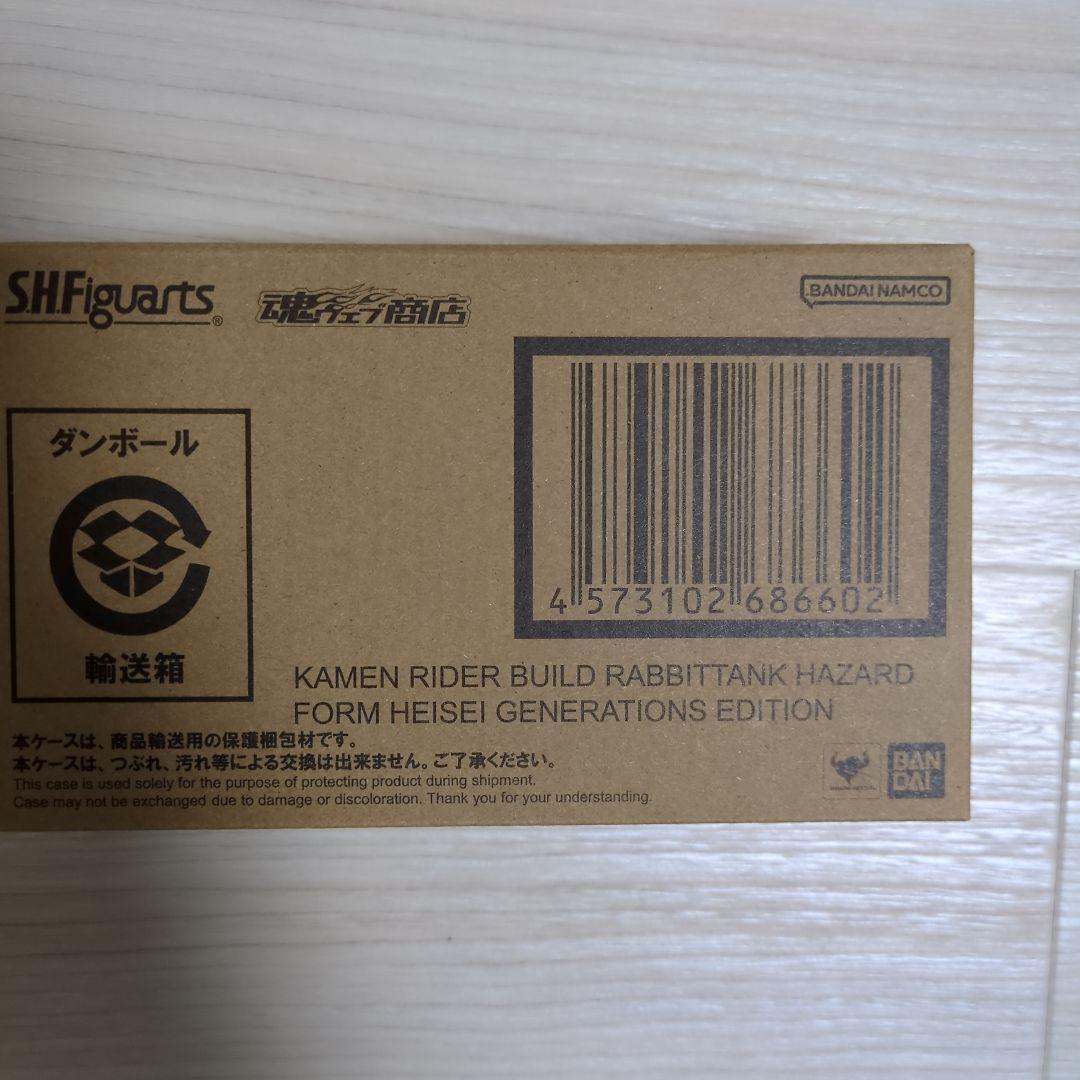 S.H.Figuarts®
魂ウェブ商店
BANDAI NAMCO
ダンボール
輸送箱
4 573102 686602
KAMEN RIDER BUILD RABBITTANK HAZARD
FORM HEISEI GENERATIONS EDITION
本ケースは、商品輸送用の保護梱包材です。
本ケースは、つぶれ、汚れ等による交換は出来ません。ご了承ください。
This case is used solely for the purpose of protecting product during shipment.
Case may not be exchanged due to damage or discoloration. Thank you for your understanding.
BAN
DAI